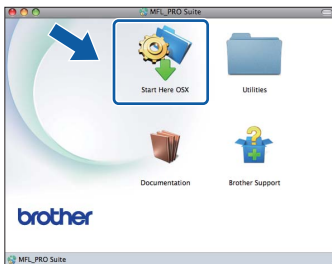 MFL_PRO Suite
Start Here OSX
Utilities
Documentation
Brother Support
brother
MFL_PRO Suite